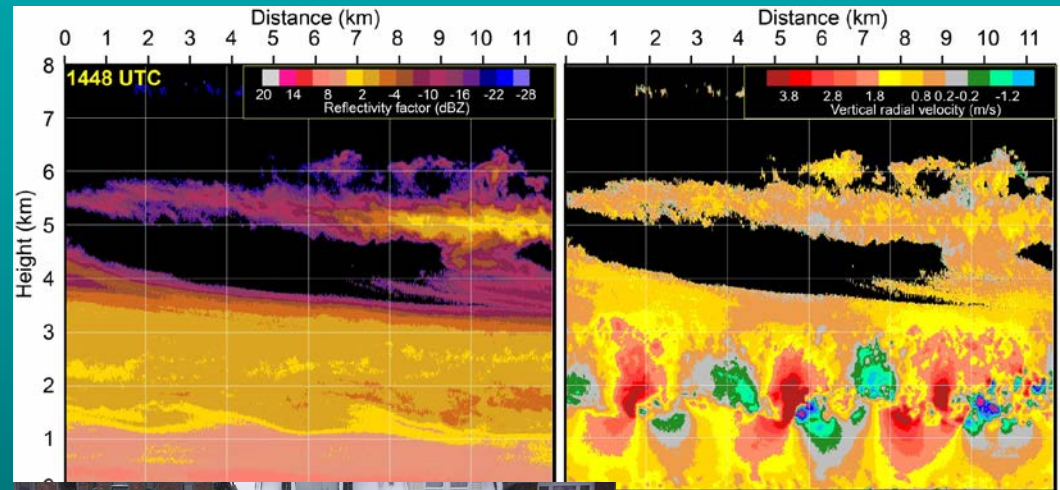 Distance (km)
0 1 2 3 4 5 6 7 8 9 10 11
8
1448 UTC
20 14 8 2 -4 -10 -16 -22 -28
Reflectivity factor (dBZ)
7
6
5
4
3
2
1
Height (km)
Distance (km)
0 1 2 3 4 5 6 7 8 9 10 11
3.8 2.8 1.8 0.8 0.2 -0.2 -1.2
Vertical radial velocity (m/s)